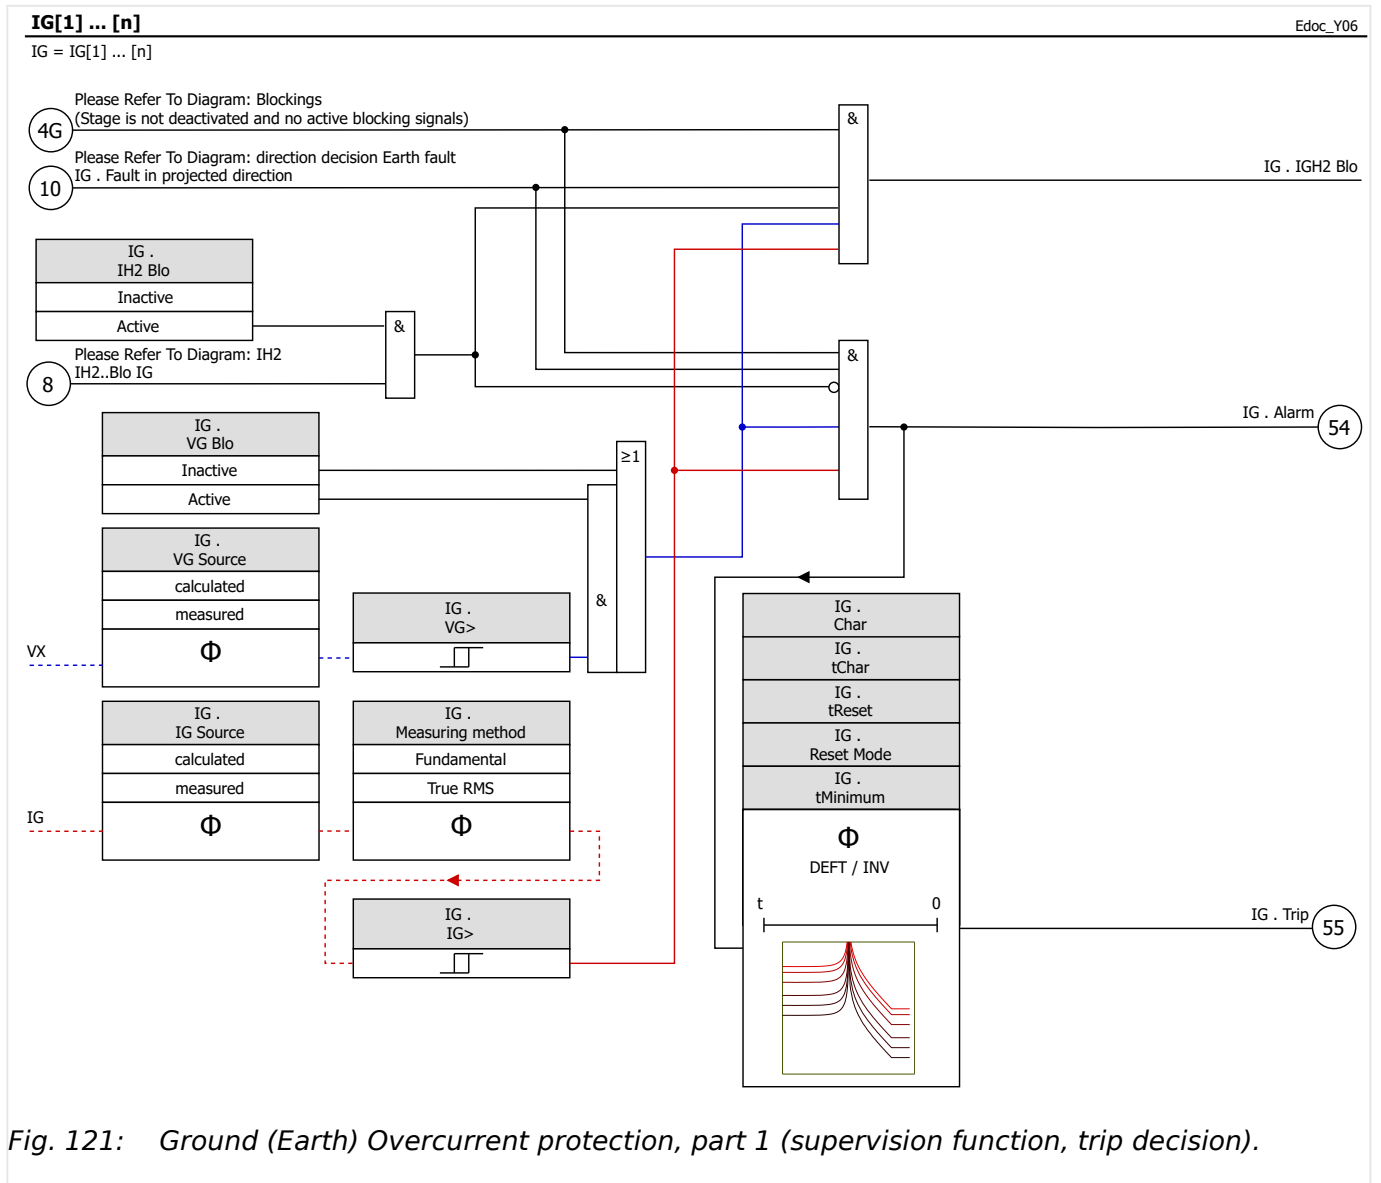 IG[1] ... [n]
Edoc_Y06
IG = IG[1] ... [n]
Please Refer To Diagram: Blockings
4G
(Stage is not deactivated and no active blocking signals)
&
Please Refer To Diagram: direction decision Earth fault
10
IG . Fault in projected direction
IG . IGH2 Blo
IG .
IH2 Blo
Inactive
Active
&
Please Refer To Diagram: IH2
8
IH2..Blo IG
&
IG . Alarm
54
IG .
VG Blo
Inactive
Active
≥1
&
IG .
VG Source
calculated
measured
Φ
VX
IG .
VG>
IG .
IG Source
calculated
measured
Φ
IG
IG .
Measuring method
Fundamental
True RMS
Φ
IG .
IG>
IG .
Char
IG .
tChar
IG .
tReset
IG .
Reset Mode
IG .
tMinimum
Φ
DEFT / INV
t 0
IG . Trip
55
Fig. 121: Ground (Earth) Overcurrent protection, part 1 (supervision function, trip decision).